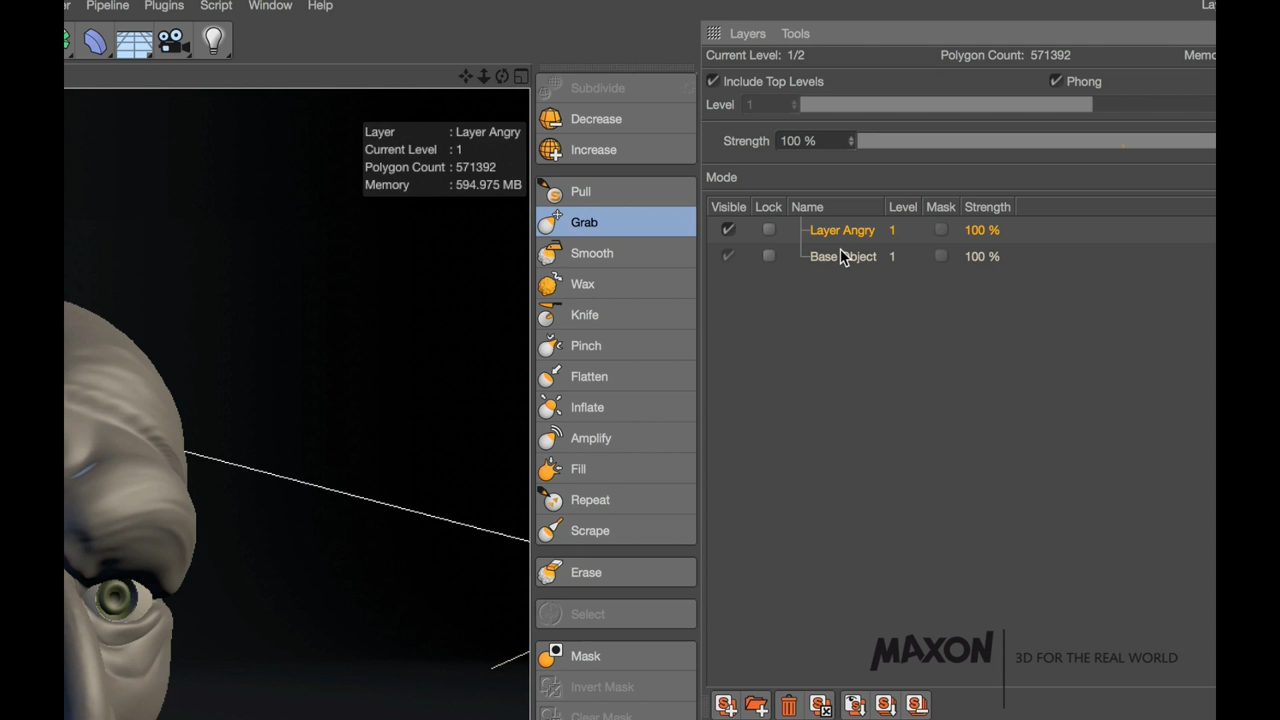 Pipeline Plugins Script Window Help
Layers Tools
Current Level: 1/2 Polygon Count: 571392
Include Top Levels Phong
Level 1
Strength 100 %
Mode
Visible Lock Name Level Mask Strength
Layer Angry 1 100 %
Base Object 1 100 %
Layer : Layer Angry
Current Level : 1
Polygon Count : 571392
Memory : 594.975 MB
Subdivide
Decrease
Increase
Pull
Grab
Smooth
Wax
Knife
Pinch
Flatten
Inflate
Amplify
Fill
Repeat
Scrape
Erase
Select
Mask
Invert Mask
Clear Mask
MAXON 3D FOR THE REAL WORLD